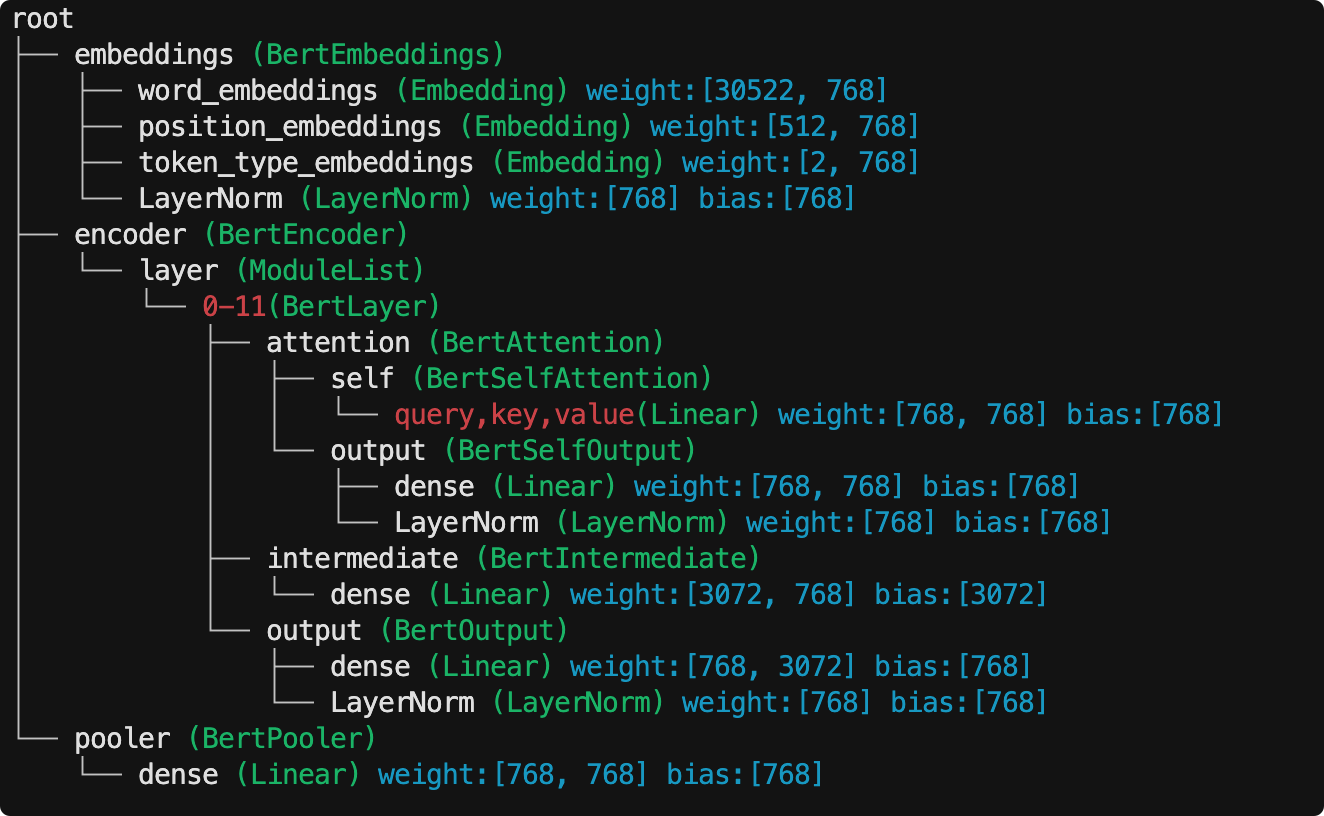 root
embeddings (BertEmbeddings)
word_embeddings (Embedding) weight:[30522, 768]
position_embeddings (Embedding) weight:[512, 768]
token_type_embeddings (Embedding) weight:[2, 768]
LayerNorm (LayerNorm) weight:[768] bias:[768]
encoder (BertEncoder)
layer (ModuleList)
0-11(BertLayer)
attention (BertAttention)
self (BertSelfAttention)
query,key,value(Linear) weight:[768, 768] bias:[768]
output (BertSelfOutput)
dense (Linear) weight:[768, 768] bias:[768]
LayerNorm (LayerNorm) weight:[768] bias:[768]
intermediate (BertIntermediate)
dense (Linear) weight:[3072, 768] bias:[3072]
output (BertOutput)
dense (Linear) weight:[768, 3072] bias:[768]
LayerNorm (LayerNorm) weight:[768] bias:[768]
pooler (BertPooler)
dense (Linear) weight:[768, 768] bias:[768]